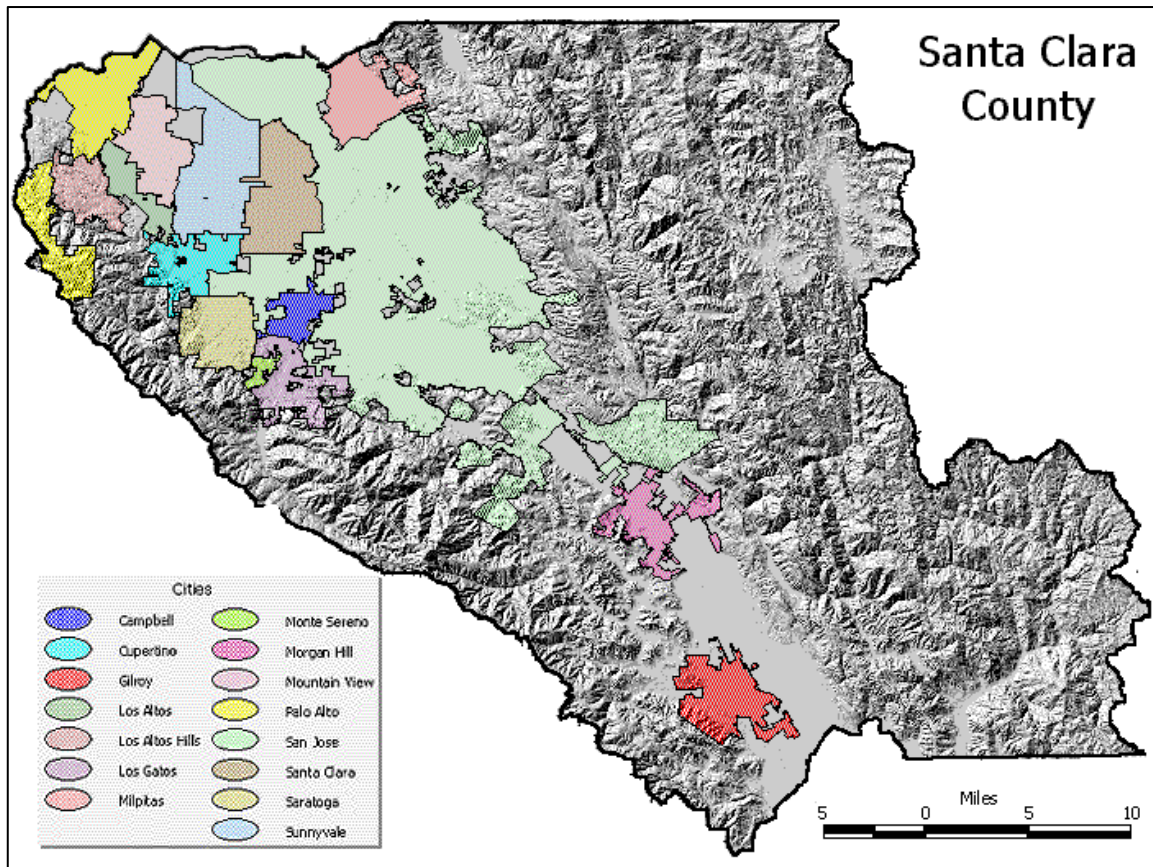 Santa Clara
County
Cities
Campbell
Monte Sereno
Cupertino
Morgan Hill
Gilroy
Mountain View
Los Altos
Palo Alto
Los Altos Hills
San Jose
Los Gatos
Santa Clara
Milpitas
Saratoga
Sunnyvale
Miles
5 0 5 10